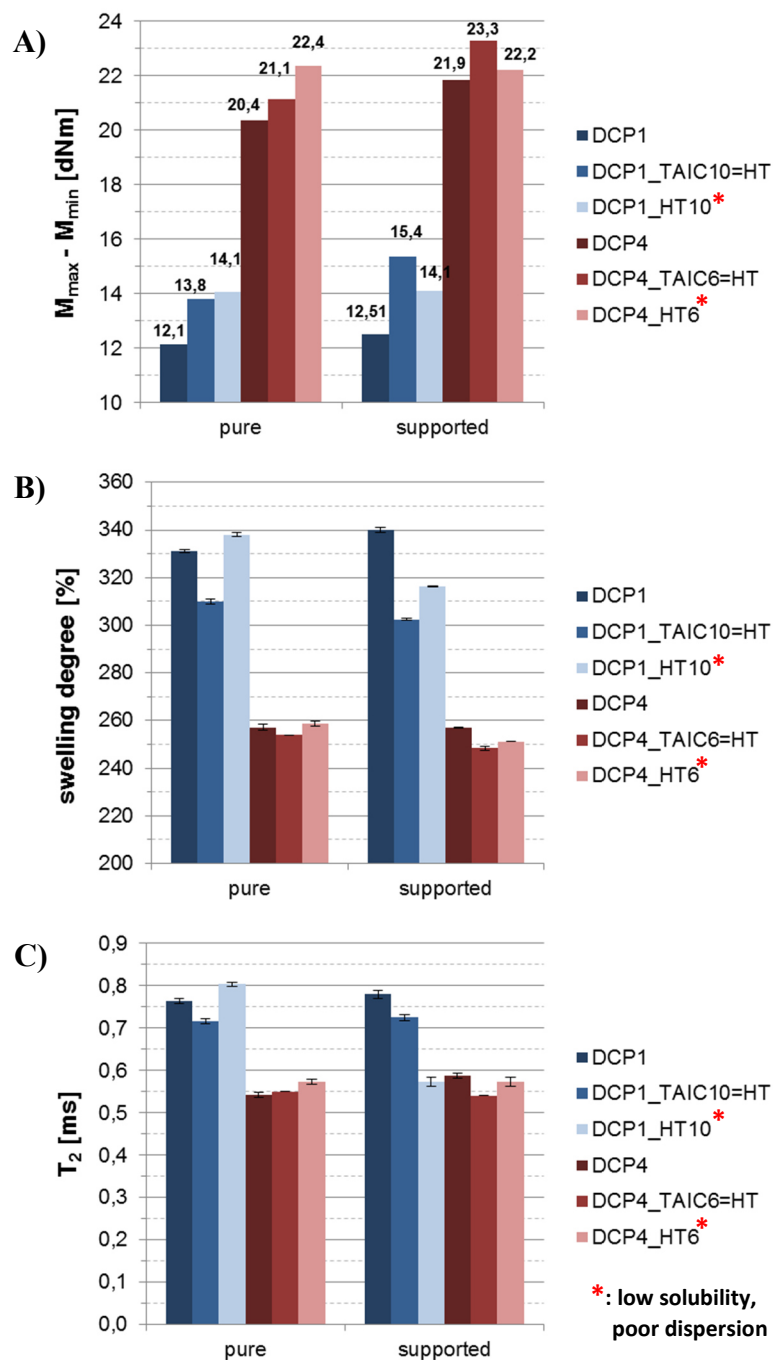 A)
M_max - M_min [dNm]
24
22
20
18
16
14
12
10
12,1
13,8
14,1
20,4
21,1
22,4
12,51
15,4
14,1
21,9
23,3
22,2
pure
supported
DCP1
DCP1_TAIC10=HT
DCP1_HT10*
DCP4
DCP4_TAIC6=HT
DCP4_HT6*
B)
swelling degree [%]
360
340
320
300
280
260
240
220
200
pure
supported
DCP1
DCP1_TAIC10=HT
DCP1_HT10*
DCP4
DCP4_TAIC6=HT
DCP4_HT6*
C)
T_2 [ms]
0,9
0,8
0,7
0,6
0,5
0,4
0,3
0,2
0,1
0,0
pure
supported
DCP1
DCP1_TAIC10=HT
DCP1_HT10*
DCP4
DCP4_TAIC6=HT
DCP4_HT6*
*: low solubility,
poor dispersion